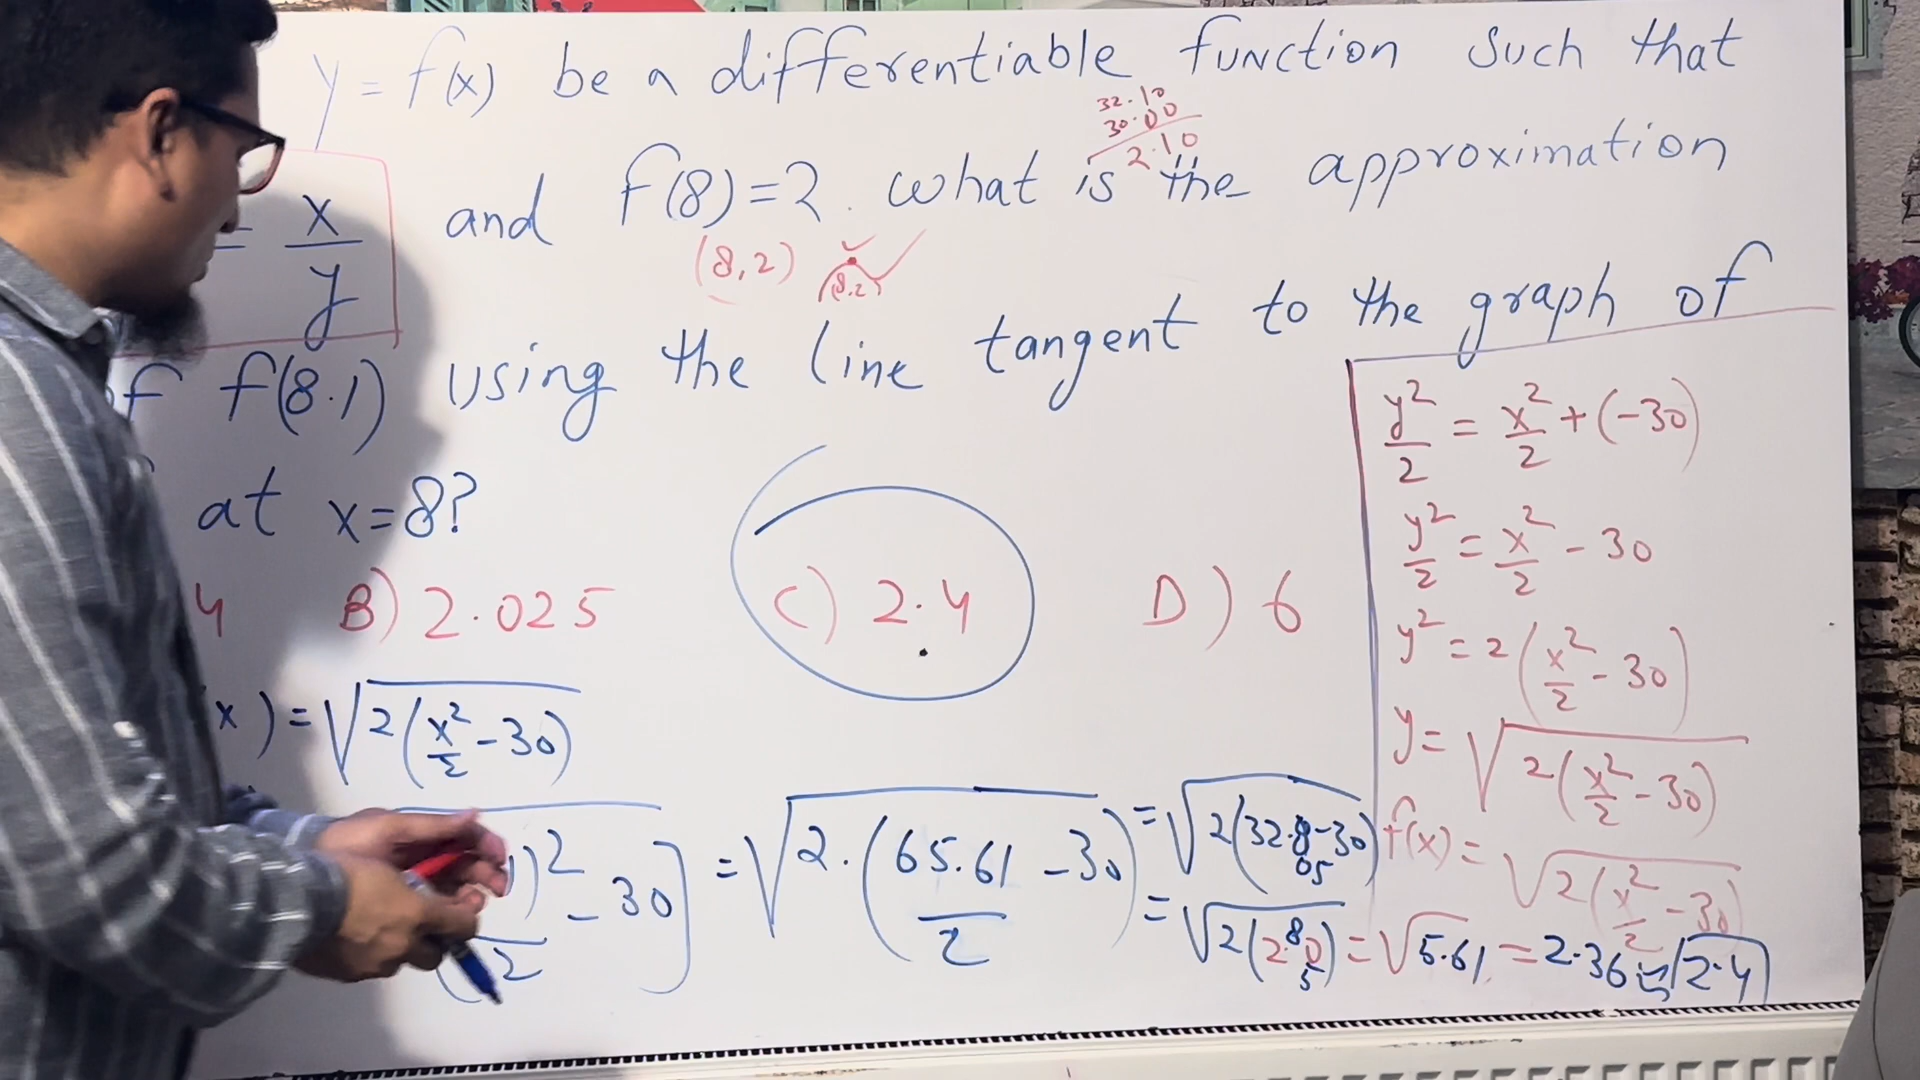 y = f(x) be a differentiable function such that
32.10
30.00
2.10
= x/y and f(8)=2. what is the approximation
(8,2) (8.2)
of f(8.1) using the line tangent to the graph of
at x=8?
4 B) 2.025 C) 2.4 D) 6
x) = √2(x²/2 - 30)
)² - 30 2 = √2.(65.61/2 - 30) = √2(32.805-30)
= √2(2.805) = √5.61 = 2.36 ≈ 2.4
y²/2 = x²/2 + (-30)
y²/2 = x²/2 - 30
y² = 2(x²/2 - 30)
y = √2(x²/2 - 30)
f(x) = √2(x²/2 - 30)